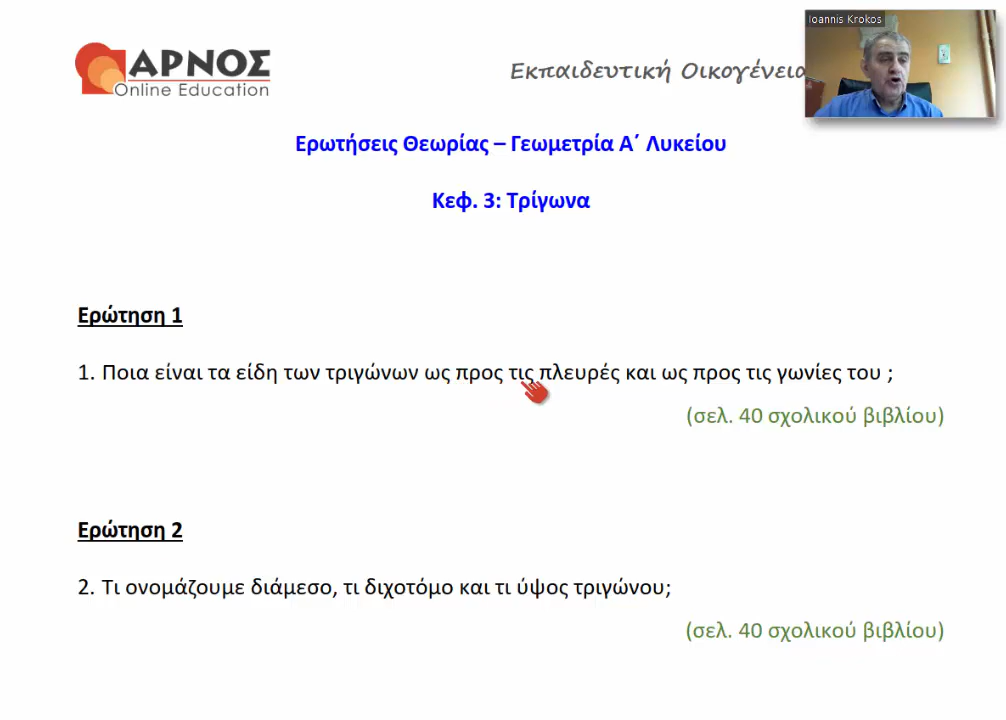 ΑΡΝΟΣ
Online Education
Εκπαιδευτική Οικογένεια
Ioannis Krokos
Ερωτήσεις Θεωρίας – Γεωμετρία Α΄ Λυκείου
Κεφ. 3: Τρίγωνα
Ερώτηση 1
1. Ποια είναι τα είδη των τριγώνων ως προς τις πλευρές και ως προς τις γωνίες του ;
(σελ. 40 σχολικού βιβλίου)
Ερώτηση 2
2. Τι ονομάζουμε διάμεσο, τι διχοτόμο και τι ύψος τριγώνου;
(σελ. 40 σχολικού βιβλίου)